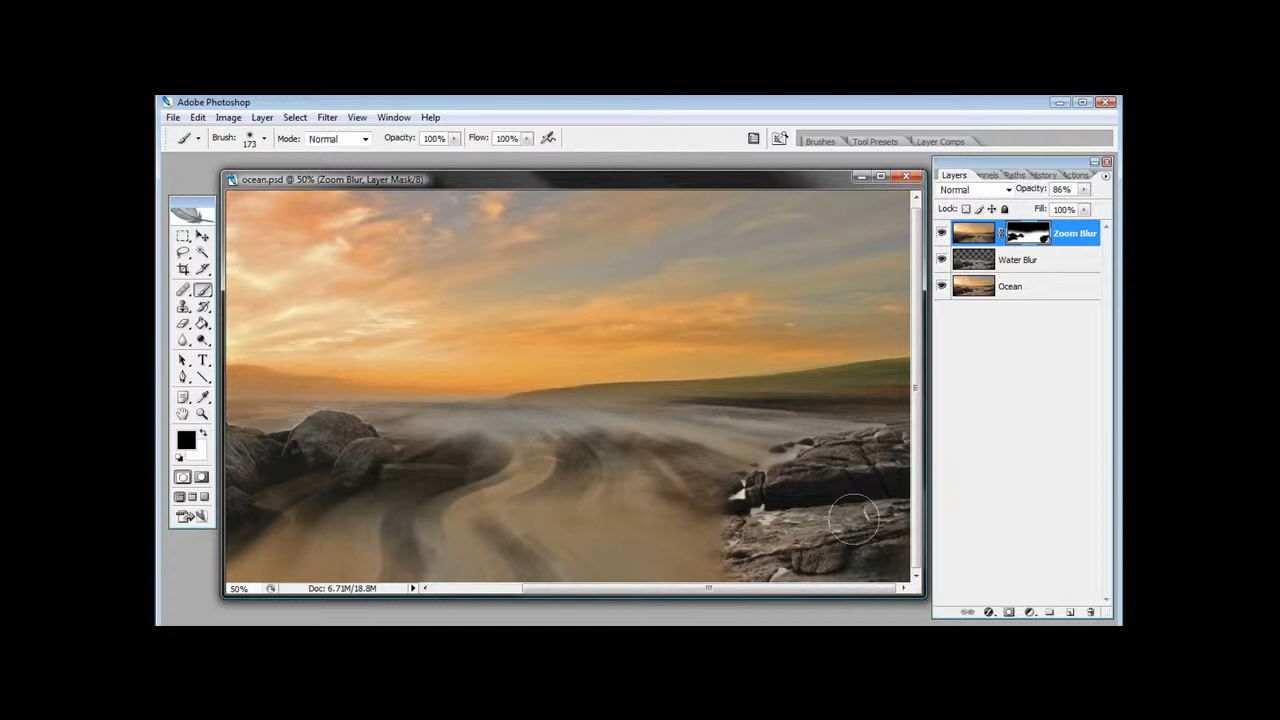 Adobe Photoshop
File Edit Image Layer Select Filter View Window Help
Brush: 173 Mode: Normal Opacity: 100% Flow: 100% Brushes Tool Presets Layer Comps
ocean.psd @ 50% (Zoom Blur, Layer Mask/8)
Layers nnels Paths History Actions
Normal Opacity: 86%
Lock: Fill: 100%
Zoom Blur
Water Blur
Ocean
T
50% Doc: 6.71M/18.8M